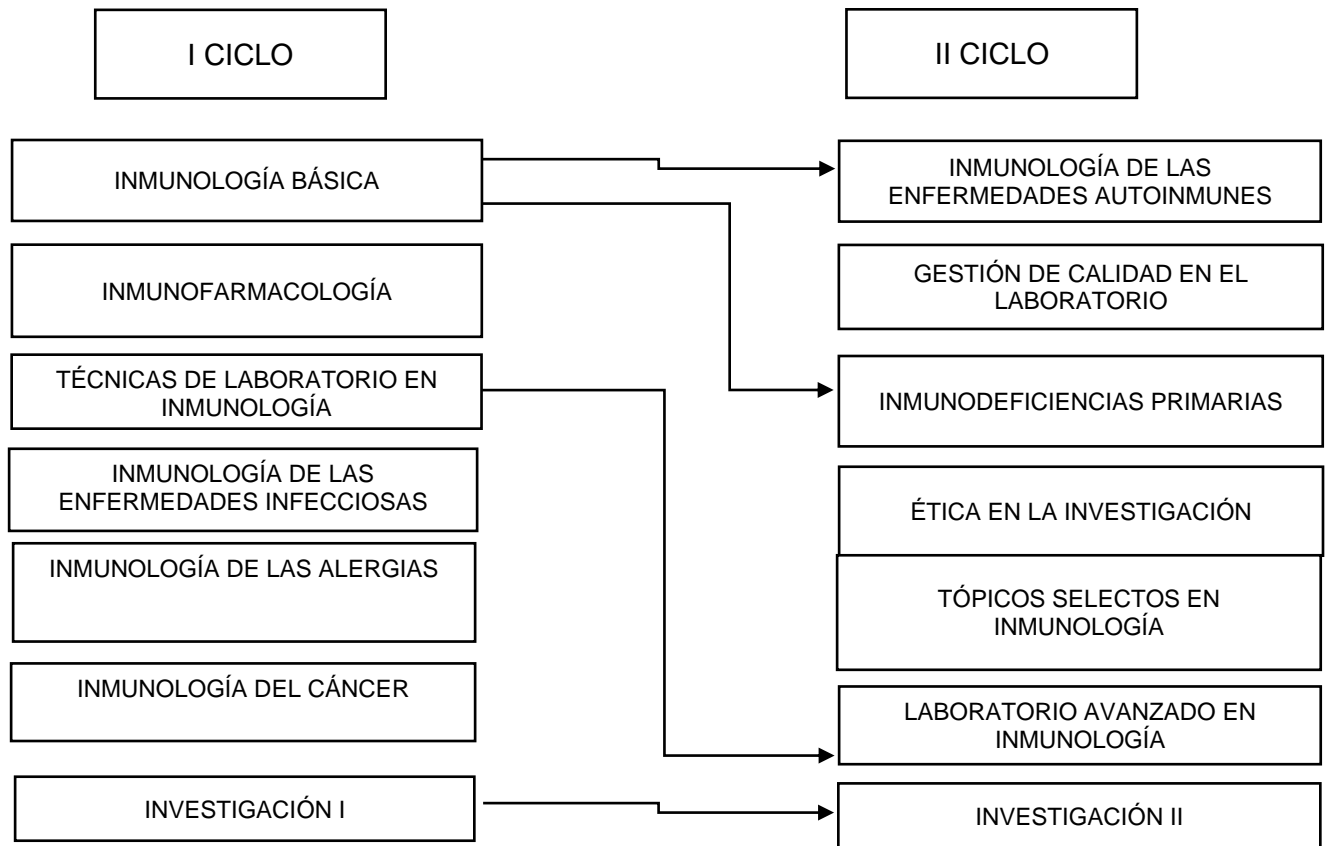 I CICLO
II CICLO
INMUNOLOGÍA BÁSICA
INMUNOFARMACOLOGÍA
TÉCNICAS DE LABORATORIO EN
INMUNOLOGÍA
INMUNOLOGÍA DE LAS
ENFERMEDADES INFECCIOSAS
INMUNOLOGÍA DE LAS ALERGIAS
INMUNOLOGÍA DEL CÁNCER
INVESTIGACIÓN I
INMUNOLOGÍA DE LAS
ENFERMEDADES AUTOINMUNES
GESTIÓN DE CALIDAD EN EL
LABORATORIO
INMUNODEFICIENCIAS PRIMARIAS
ÉTICA EN LA INVESTIGACIÓN
TÓPICOS SELECTOS EN
INMUNOLOGÍA
LABORATORIO AVANZADO EN
INMUNOLOGÍA
INVESTIGACIÓN II